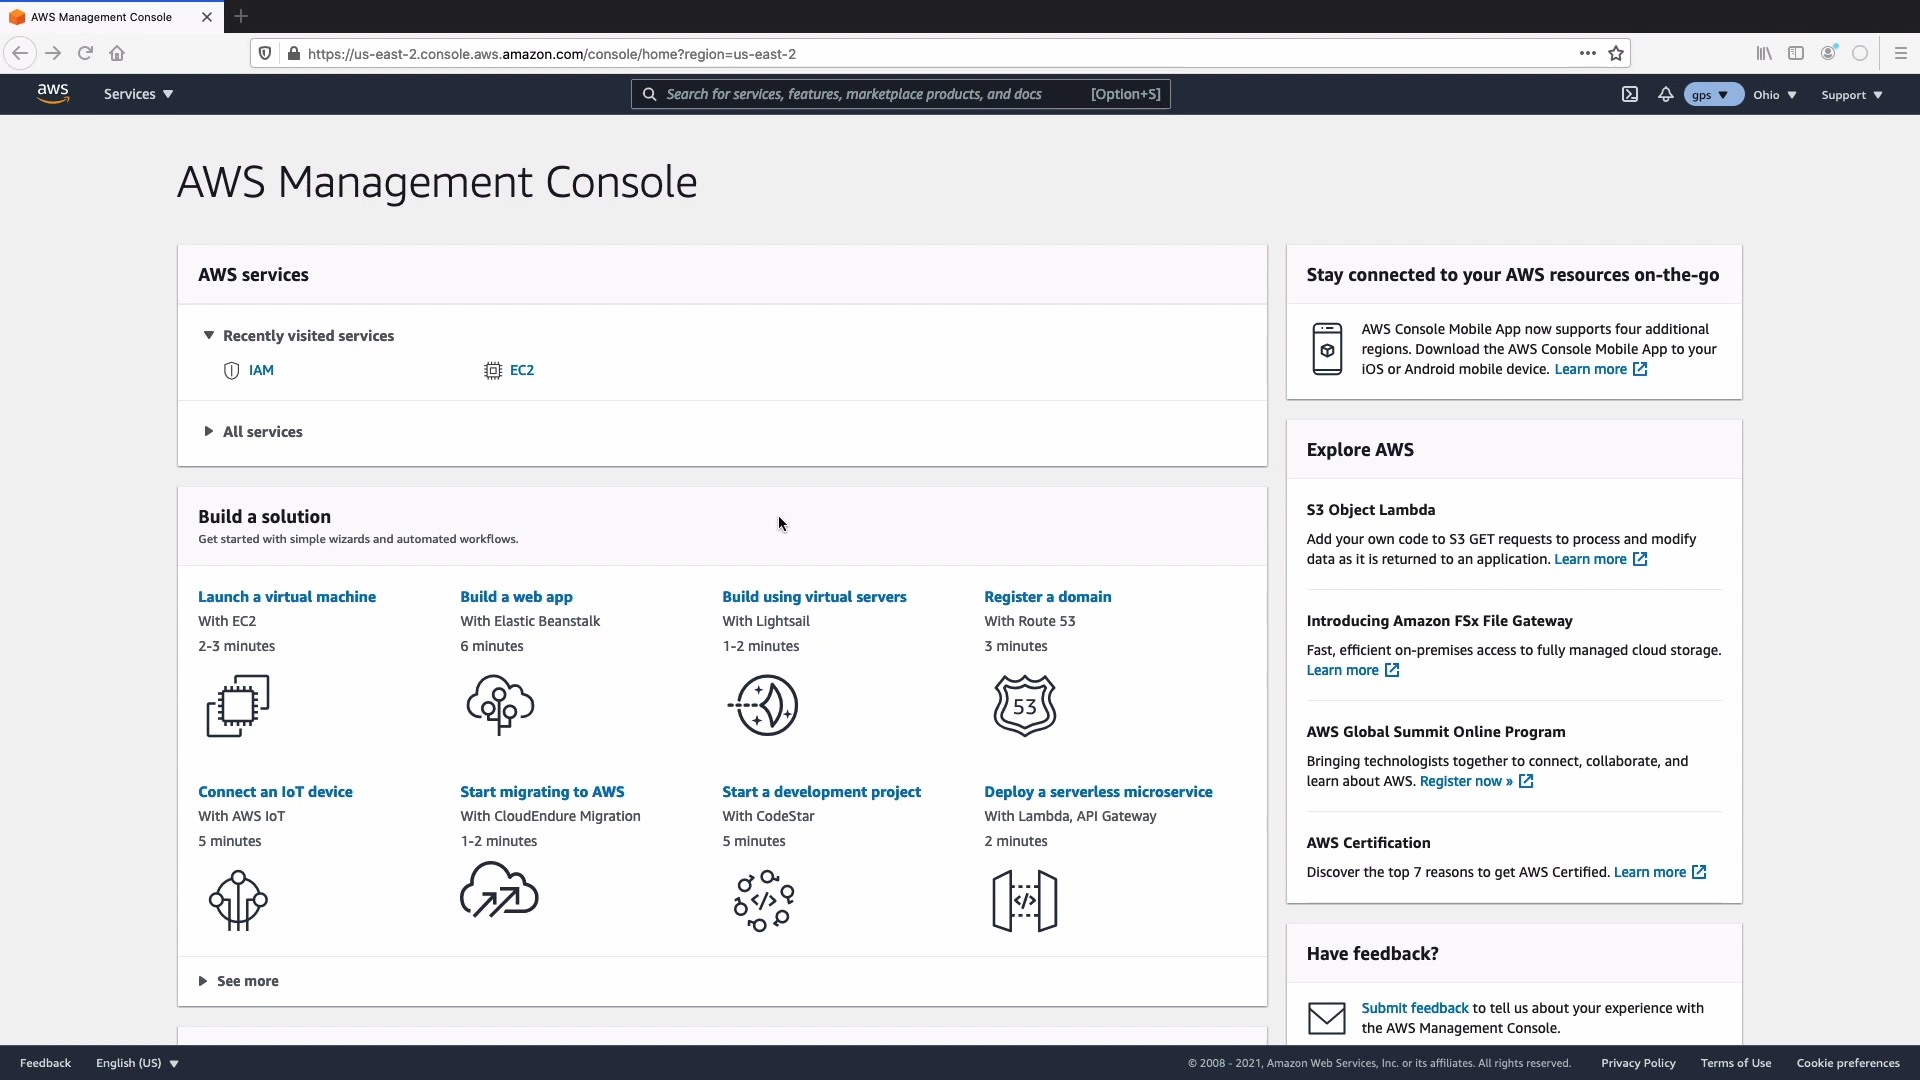 AWS Management Console
https://us-east-2.console.aws.amazon.com/console/home?region=us-east-2
aws
Services
Search for services, features, marketplace products, and docs [Option+S]
gps
Ohio
Support
AWS Management Console
AWS services
Recently visited services
IAM
EC2
All services
Build a solution
Get started with simple wizards and automated workflows.
Launch a virtual machine
With EC2
2-3 minutes
Build a web app
With Elastic Beanstalk
6 minutes
Build using virtual servers
With Lightsail
1-2 minutes
Register a domain
With Route 53
3 minutes
53
Connect an IoT device
With AWS IoT
5 minutes
Start migrating to AWS
With CloudEndure Migration
1-2 minutes
Start a development project
With CodeStar
5 minutes
</>
Deploy a serverless microservice
With Lambda, API Gateway
2 minutes
</>
See more
Stay connected to your AWS resources on-the-go
AWS Console Mobile App now supports four additional
regions. Download the AWS Console Mobile App to your
iOS or Android mobile device. Learn more
Explore AWS
S3 Object Lambda
Add your own code to S3 GET requests to process and modify
data as it is returned to an application. Learn more
Introducing Amazon FSx File Gateway
Fast, efficient on-premises access to fully managed cloud storage.
Learn more
AWS Global Summit Online Program
Bringing technologists together to connect, collaborate, and
learn about AWS. Register now »
AWS Certification
Discover the top 7 reasons to get AWS Certified. Learn more
Have feedback?
Submit feedback to tell us about your experience with
the AWS Management Console.
Feedback
English (US)
© 2008 - 2021, Amazon Web Services, Inc. or its affiliates. All rights reserved.
Privacy Policy
Terms of Use
Cookie preferences